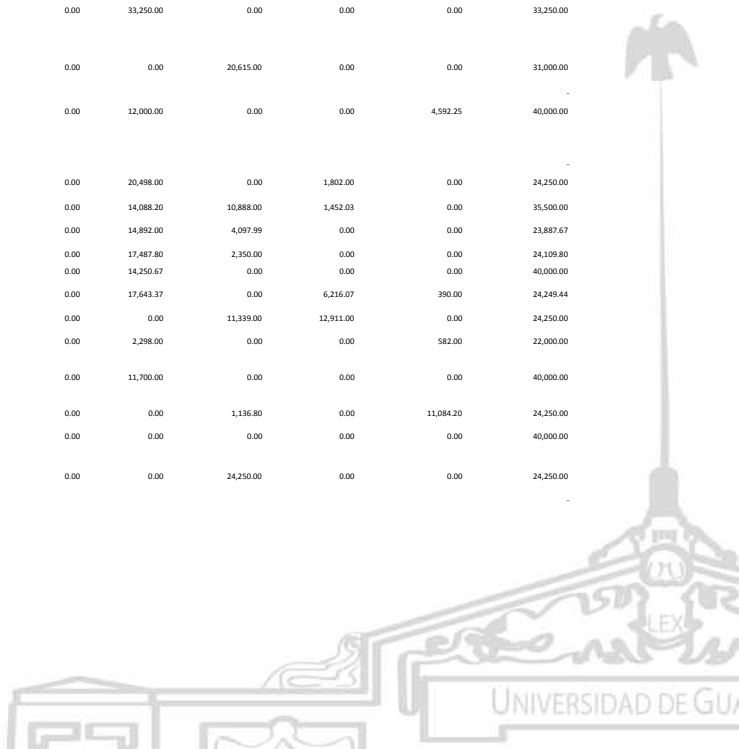 0.00 33,250.00 0.00 0.00 0.00 33,250.00
0.00 0.00 20,615.00 0.00 0.00 31,000.00
-
0.00 12,000.00 0.00 0.00 4,592.25 40,000.00
-
0.00 20,498.00 0.00 1,802.00 0.00 24,250.00
0.00 14,088.20 10,888.00 1,452.03 0.00 35,500.00
0.00 14,892.00 4,097.99 0.00 0.00 23,887.67
0.00 17,487.80 2,350.00 0.00 0.00 24,109.80
0.00 14,250.67 0.00 0.00 0.00 40,000.00
0.00 17,643.37 0.00 6,216.07 390.00 24,249.44
0.00 0.00 11,339.00 12,911.00 0.00 24,250.00
0.00 2,298.00 0.00 0.00 582.00 22,000.00
0.00 11,700.00 0.00 0.00 0.00 40,000.00
0.00 0.00 1,136.80 0.00 11,084.20 24,250.00
0.00 0.00 0.00 0.00 0.00 40,000.00
0.00 0.00 24,250.00 0.00 0.00 24,250.00
-
LEX
UNIVERSIDAD DE GUA